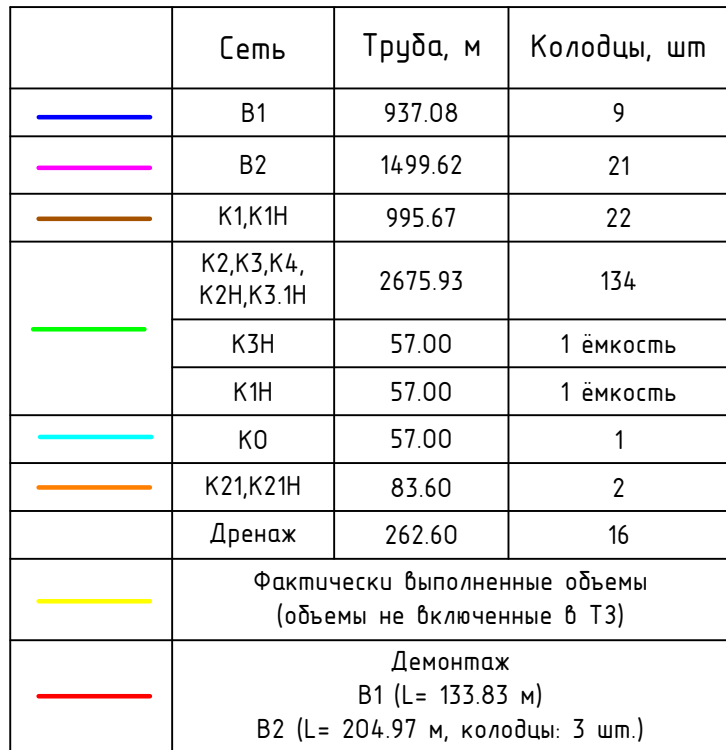 Сеть Труба, м Колодцы, шт
В1 937.08 9
В2 1499.62 21
К1,К1Н 995.67 22
К2,К3,К4,
К2Н,К3.1Н 2675.93 134
К3Н 57.00 1 ёмкость
К1Н 57.00 1 ёмкость
К0 57.00 1
К21,К21Н 83.60 2
Дренаж 262.60 16
Фактически выполненные объемы
(объемы не включенные в ТЗ)
Демонтаж
В1 (L= 133.83 м)
В2 (L= 204.97 м, колодцы: 3 шт.)